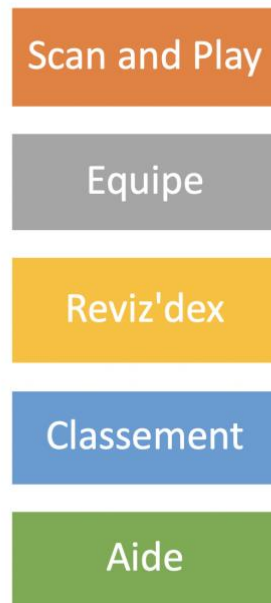 Scan and Play
Equipe
Reviz'dex
Classement
Aide